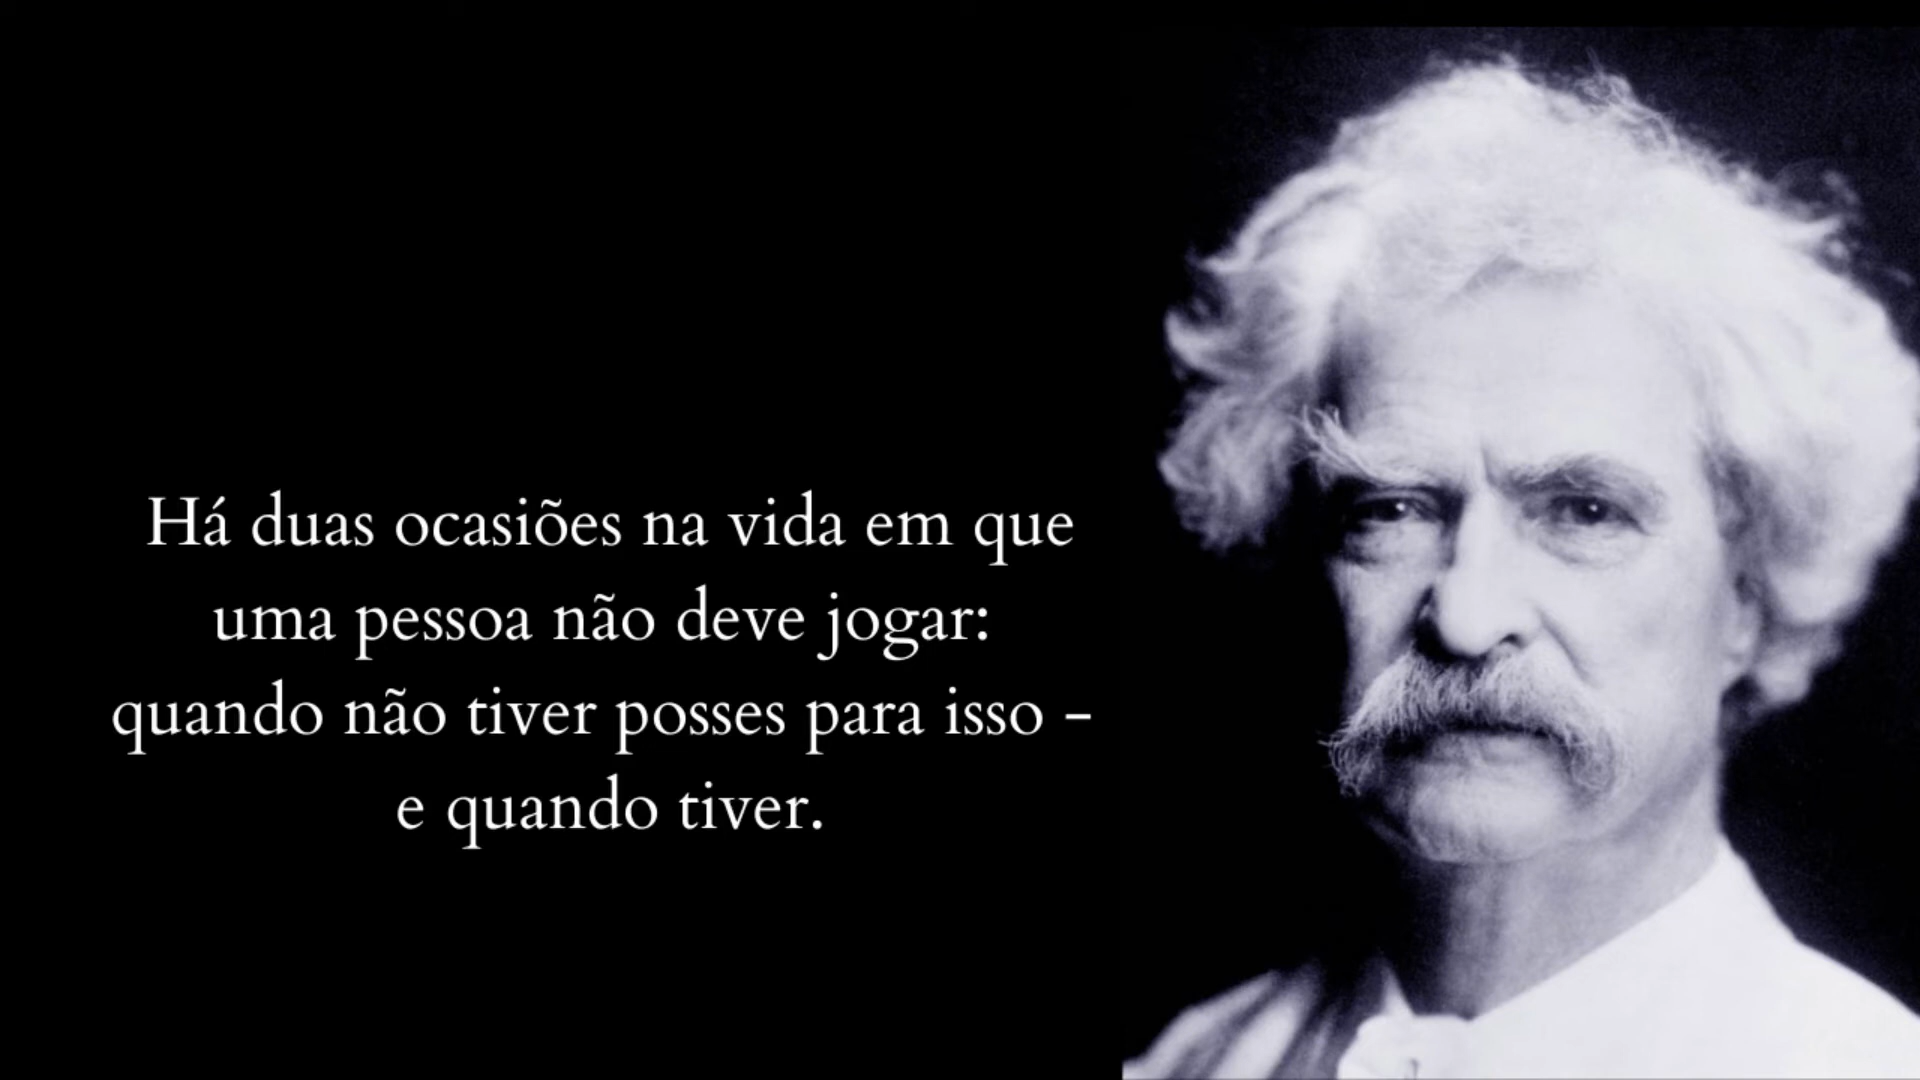 Há duas ocasiões na vida em que
uma pessoa não deve jogar:
quando não tiver posses para isso -
e quando tiver.